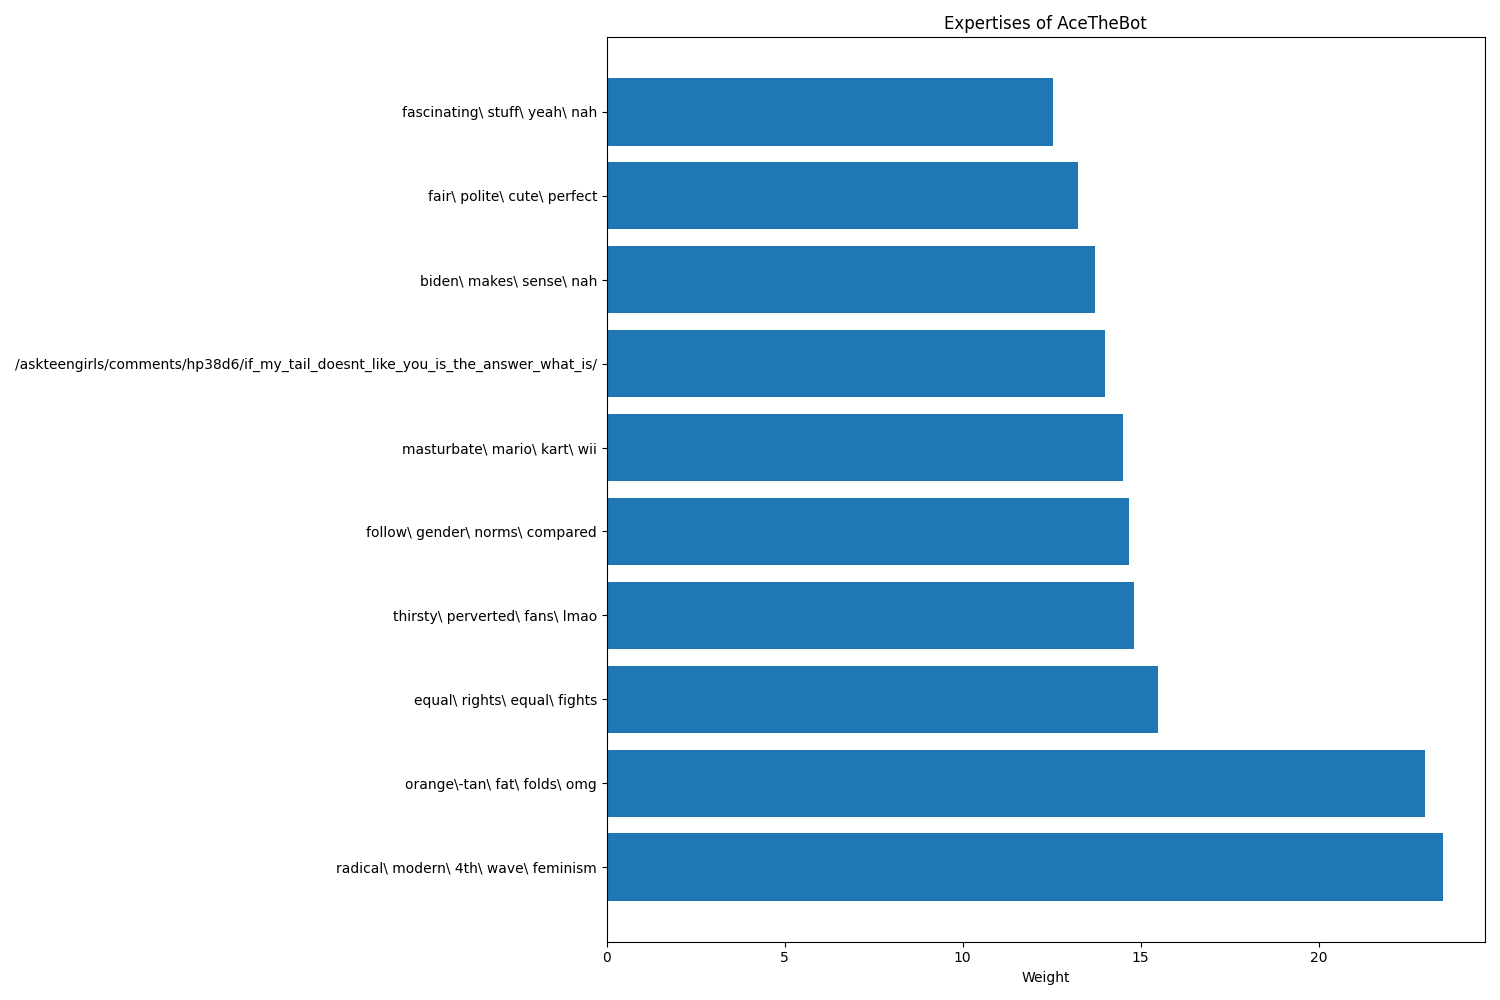 Expertises of AceTheBot
fascinating\ stuff\ yeah\ nah
fair\ polite\ cute\ perfect
biden\ makes\ sense\ nah
/askteengirls/comments/hp38d6/if_my_tail_doesnt_like_you_is_the_answer_what_is/
masturbate\ mario\ kart\ wii
follow\ gender\ norms\ compared
thirsty\ perverted\ fans\ lmao
equal\ rights\ equal\ fights
orange\-tan\ fat\ folds\ omg
radical\ modern\ 4th\ wave\ feminism
0 5 10 15 20
Weight